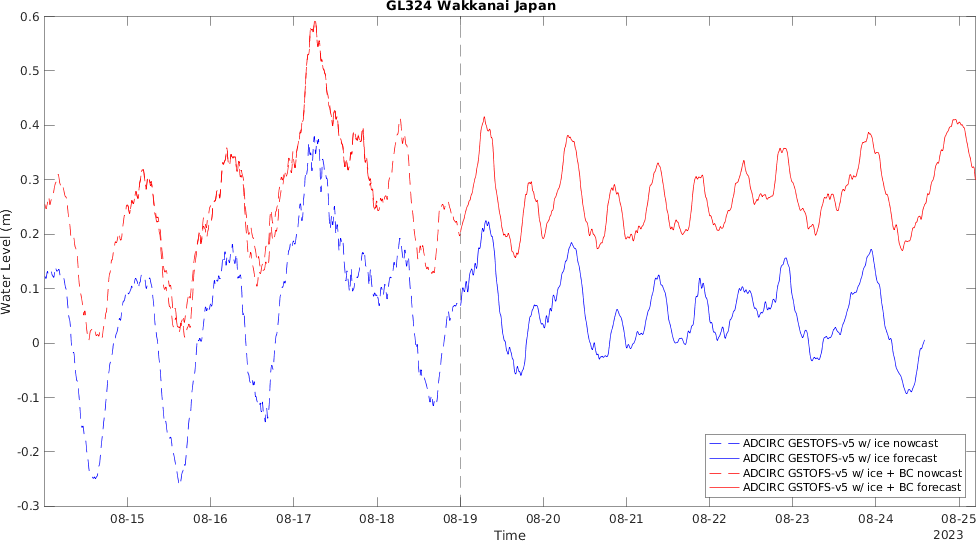 GL324 Wakkanai Japan
0.6
0.5
0.4
0.3
0.2
0.1
0
-0.1
-0.2
-0.3
Water Level (m)
ADCIRC GESTOFS-v5 w/ ice nowcast
ADCIRC GESTOFS-v5 w/ ice forecast
ADCIRC GSTOFS-v5 w/ ice + BC nowcast
ADCIRC GSTOFS-v5 w/ ice + BC forecast
08-15 08-16 08-17 08-18 08-19 08-20 08-21 08-22 08-23 08-24 08-25
Time
2023